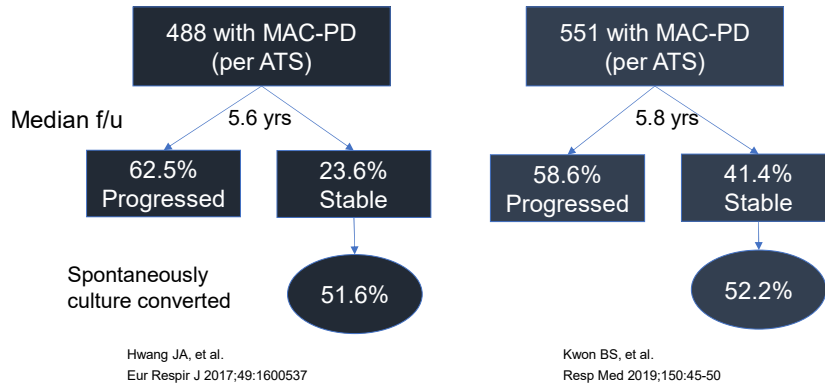 488 with MAC-PD
(per ATS)
551 with MAC-PD
(per ATS)
Median f/u
5.6 yrs
5.8 yrs
62.5%
Progressed
23.6%
Stable
58.6%
Progressed
41.4%
Stable
Spontaneously
culture converted
51.6%
52.2%
Hwang JA, et al.
Eur Respir J 2017;49:1600537
Kwon BS, et al.
Resp Med 2019;150:45-50